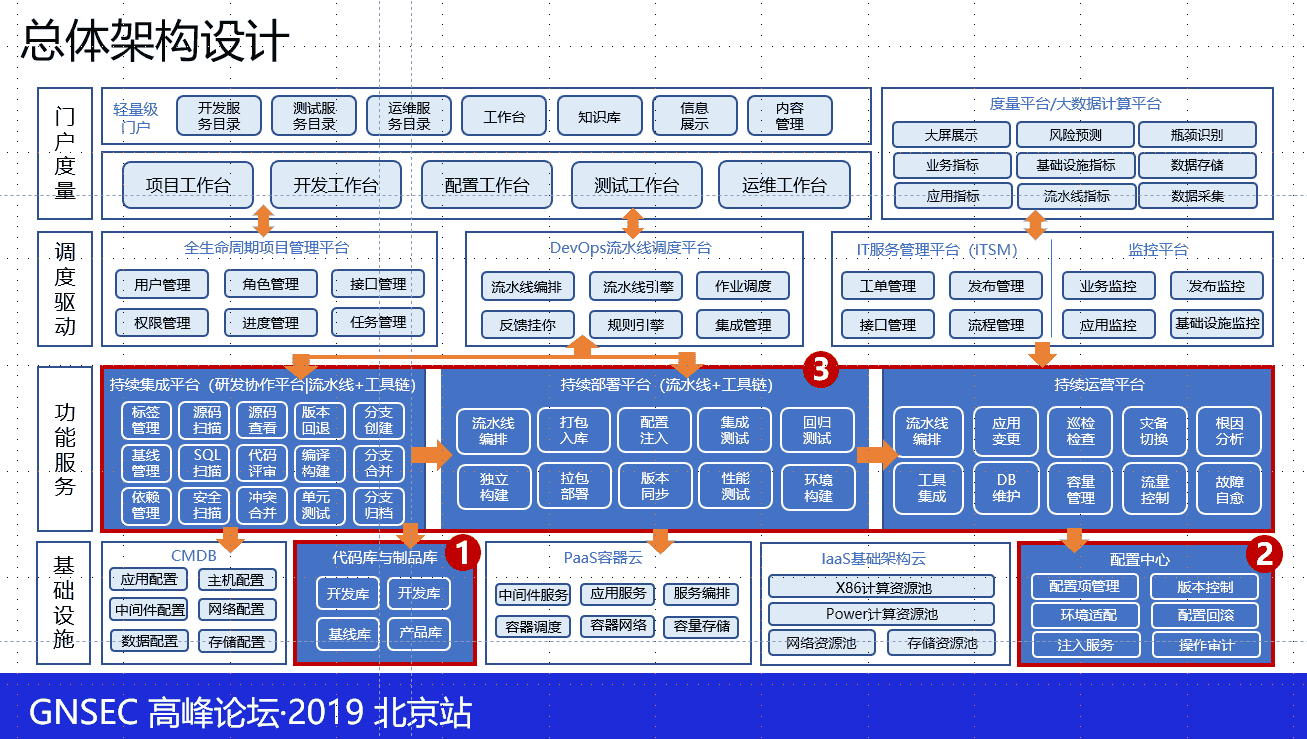 总体架构设计
门
户
度
量
轻量级
门户
开发服
务目录
测试服
务目录
运维服
务目录
工作台
知识库
信息
展示
内容
管理
项目工作台
开发工作台
配置工作台
测试工作台
运维工作台
度量平台/大数据计算平台
大屏展示
风险预测
瓶颈识别
业务指标
基础设施指标
数据存储
应用指标
流水线指标
数据采集
调
度
驱
动
全生命周期项目管理平台
用户管理
角色管理
接口管理
权限管理
进度管理
任务管理
DevOps流水线调度平台
流水线编排
流水线引擎
作业调度
反馈挂你
规则引擎
集成管理
IT服务管理平台（ITSM）
工单管理
发布管理
接口管理
流程管理
监控平台
业务监控
发布监控
应用监控
基础设施监控
功
能
服
务
持续集成平台（研发协作平台|流水线+工具链)
标签
管理
源码
扫描
源码
查看
版本
回退
分支
创建
基线
管理
SQL
扫描
代码
评审
编译
构建
分支
合并
依赖
管理
安全
扫描
冲突
合并
单元
测试
分支
归档
持续部署平台（流水线+工具链)
3
流水线
编排
打包
入库
配置
注入
集成
测试
回归
测试
独立
构建
拉包
部署
版本
同步
性能
测试
环境
构建
持续运营平台
流水线
编排
应用
变更
巡检
检查
灾备
切换
根因
分析
工具
集成
DB
维护
容量
管理
流量
控制
故障
自愈
基
础
设
施
CMDB
应用配置
主机配置
中间件配置
网络配置
数据配置
存储配置
代码库与制品库
1
开发库
开发库
基线库
产品库
PaaS容器云
中间件服务
应用服务
服务编排
容器调度
容器网络
容量存储
IaaS基础架构云
X86计算资源池
Power计算资源池
网络资源池
存储资源池
配置中心
2
配置项管理
版本控制
环境适配
配置回滚
注入服务
操作审计
GNSEC 高峰论坛·2019 北京站